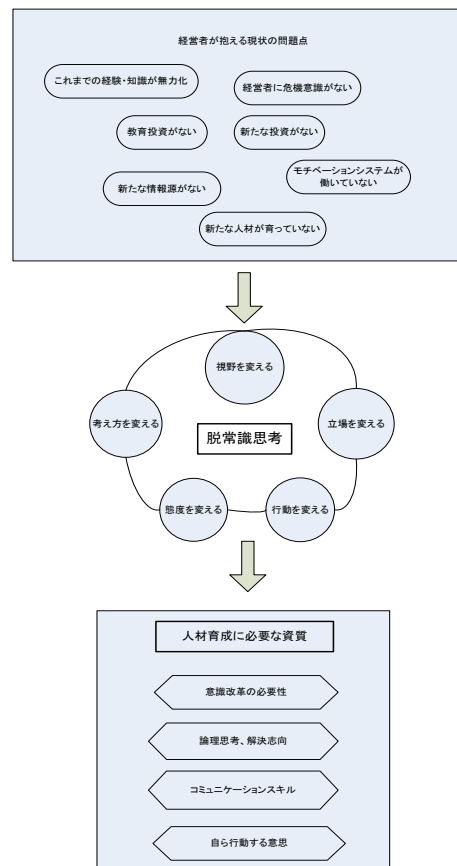 経営者が抱える現状の問題点
これまでの経験・知識が無力化
経営者に危機意識がない
教育投資がない
新たな投資がない
モチベーションシステムが
働いていない
新たな情報源がない
新たな人材が育っていない
視野を変える
考え方を変える
立場を変える
脱常識思考
態度を変える
行動を変える
人材育成に必要な資質
意識改革の必要性
論理思考、解決志向
コミュニケーションスキル
自ら行動する意思